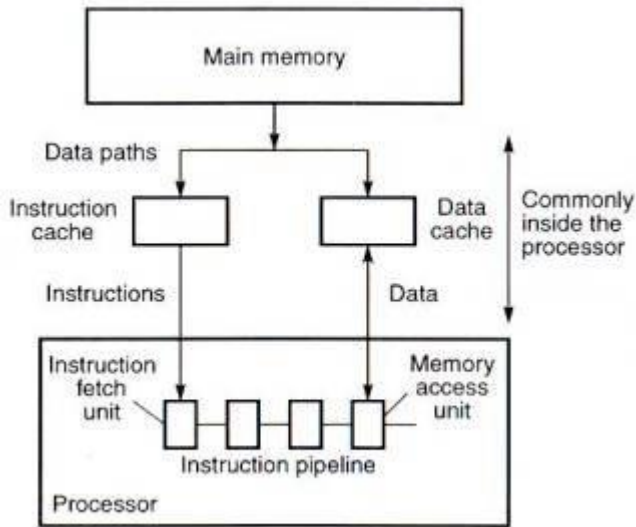 Main memory
Data paths
Instruction
cache
Data
cache
Commonly
inside the
processor
Instructions
Data
Instruction
fetch
unit
Memory
access
unit
Instruction pipeline
Processor